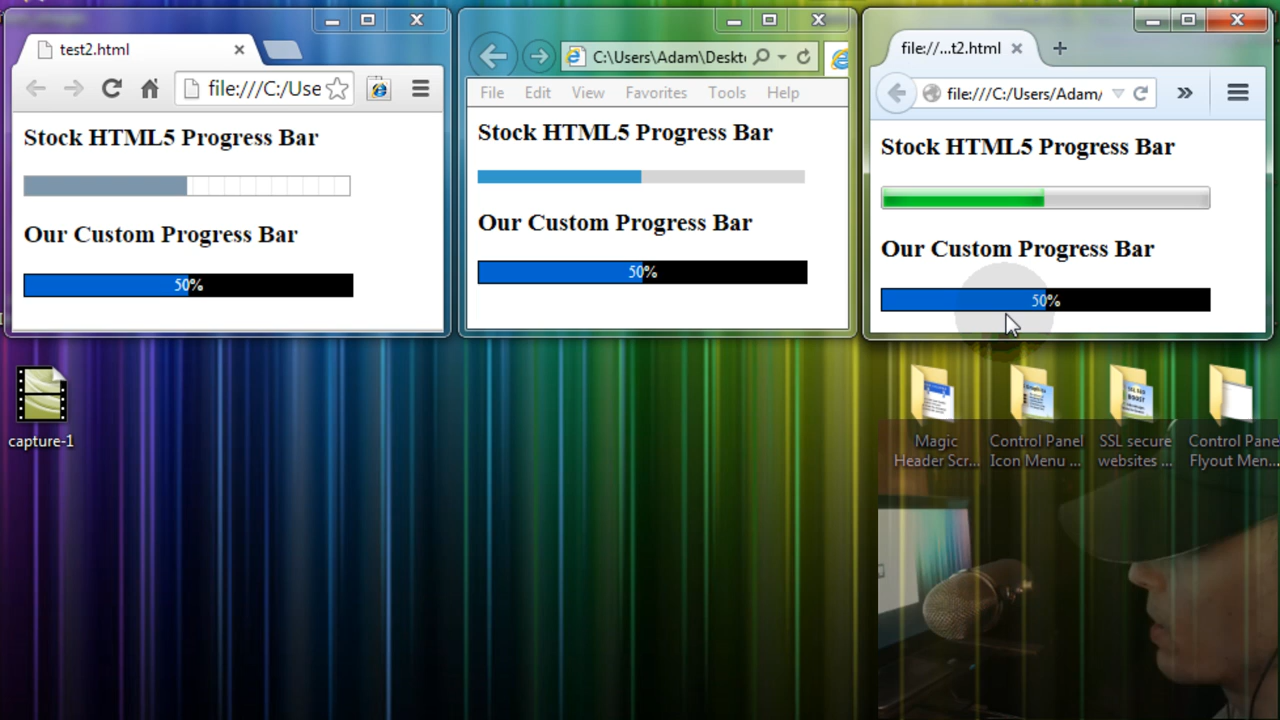 test2.html
file:///C:/Use
Stock HTML5 Progress Bar
Our Custom Progress Bar
50%
C:\Users\Adam\Deskt
File Edit View Favorites Tools Help
Stock HTML5 Progress Bar
Our Custom Progress Bar
50%
file://...t2.html
file:///C:/Users/Adam/
Stock HTML5 Progress Bar
Our Custom Progress Bar
50%
capture-1
Magic
Header Scr...
Control Panel
Icon Menu ...
SSL secure
websites ...
Control Pane
Flyout Men...